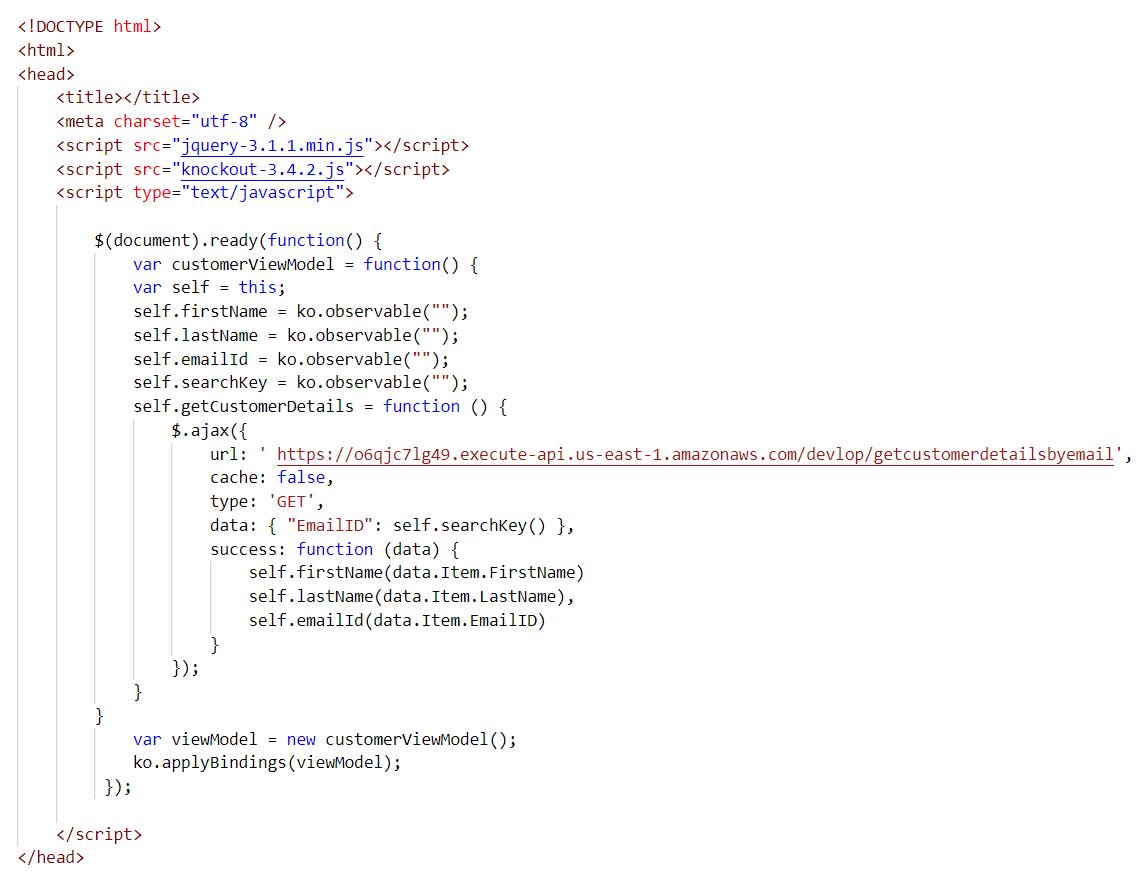 <!DOCTYPE html>
<html>
<head>
    <title></title>
    <meta charset="utf-8" />
    <script src="jquery-3.1.1.min.js"></script>
    <script src="knockout-3.4.2.js"></script>
    <script type="text/javascript">

        $(document).ready(function() {
            var customerViewModel = function() {
            var self = this;
            self.firstName = ko.observable("");
            self.lastName = ko.observable("");
            self.emailId = ko.observable("");
            self.searchKey = ko.observable("");
            self.getCustomerDetails = function () {
                $.ajax({
                    url: ' https://o6qjc7lg49.execute-api.us-east-1.amazonaws.com/devlop/getcustomerdetailsbyemail',
                    cache: false,
                    type: 'GET',
                    data: { "EmailID": self.searchKey() },
                    success: function (data) {
                        self.firstName(data.Item.FirstName)
                        self.lastName(data.Item.LastName),
                        self.emailId(data.Item.EmailID)
                    }
                });
            }
        }
            var viewModel = new customerViewModel();
            ko.applyBindings(viewModel);
         });

    </script>
</head>